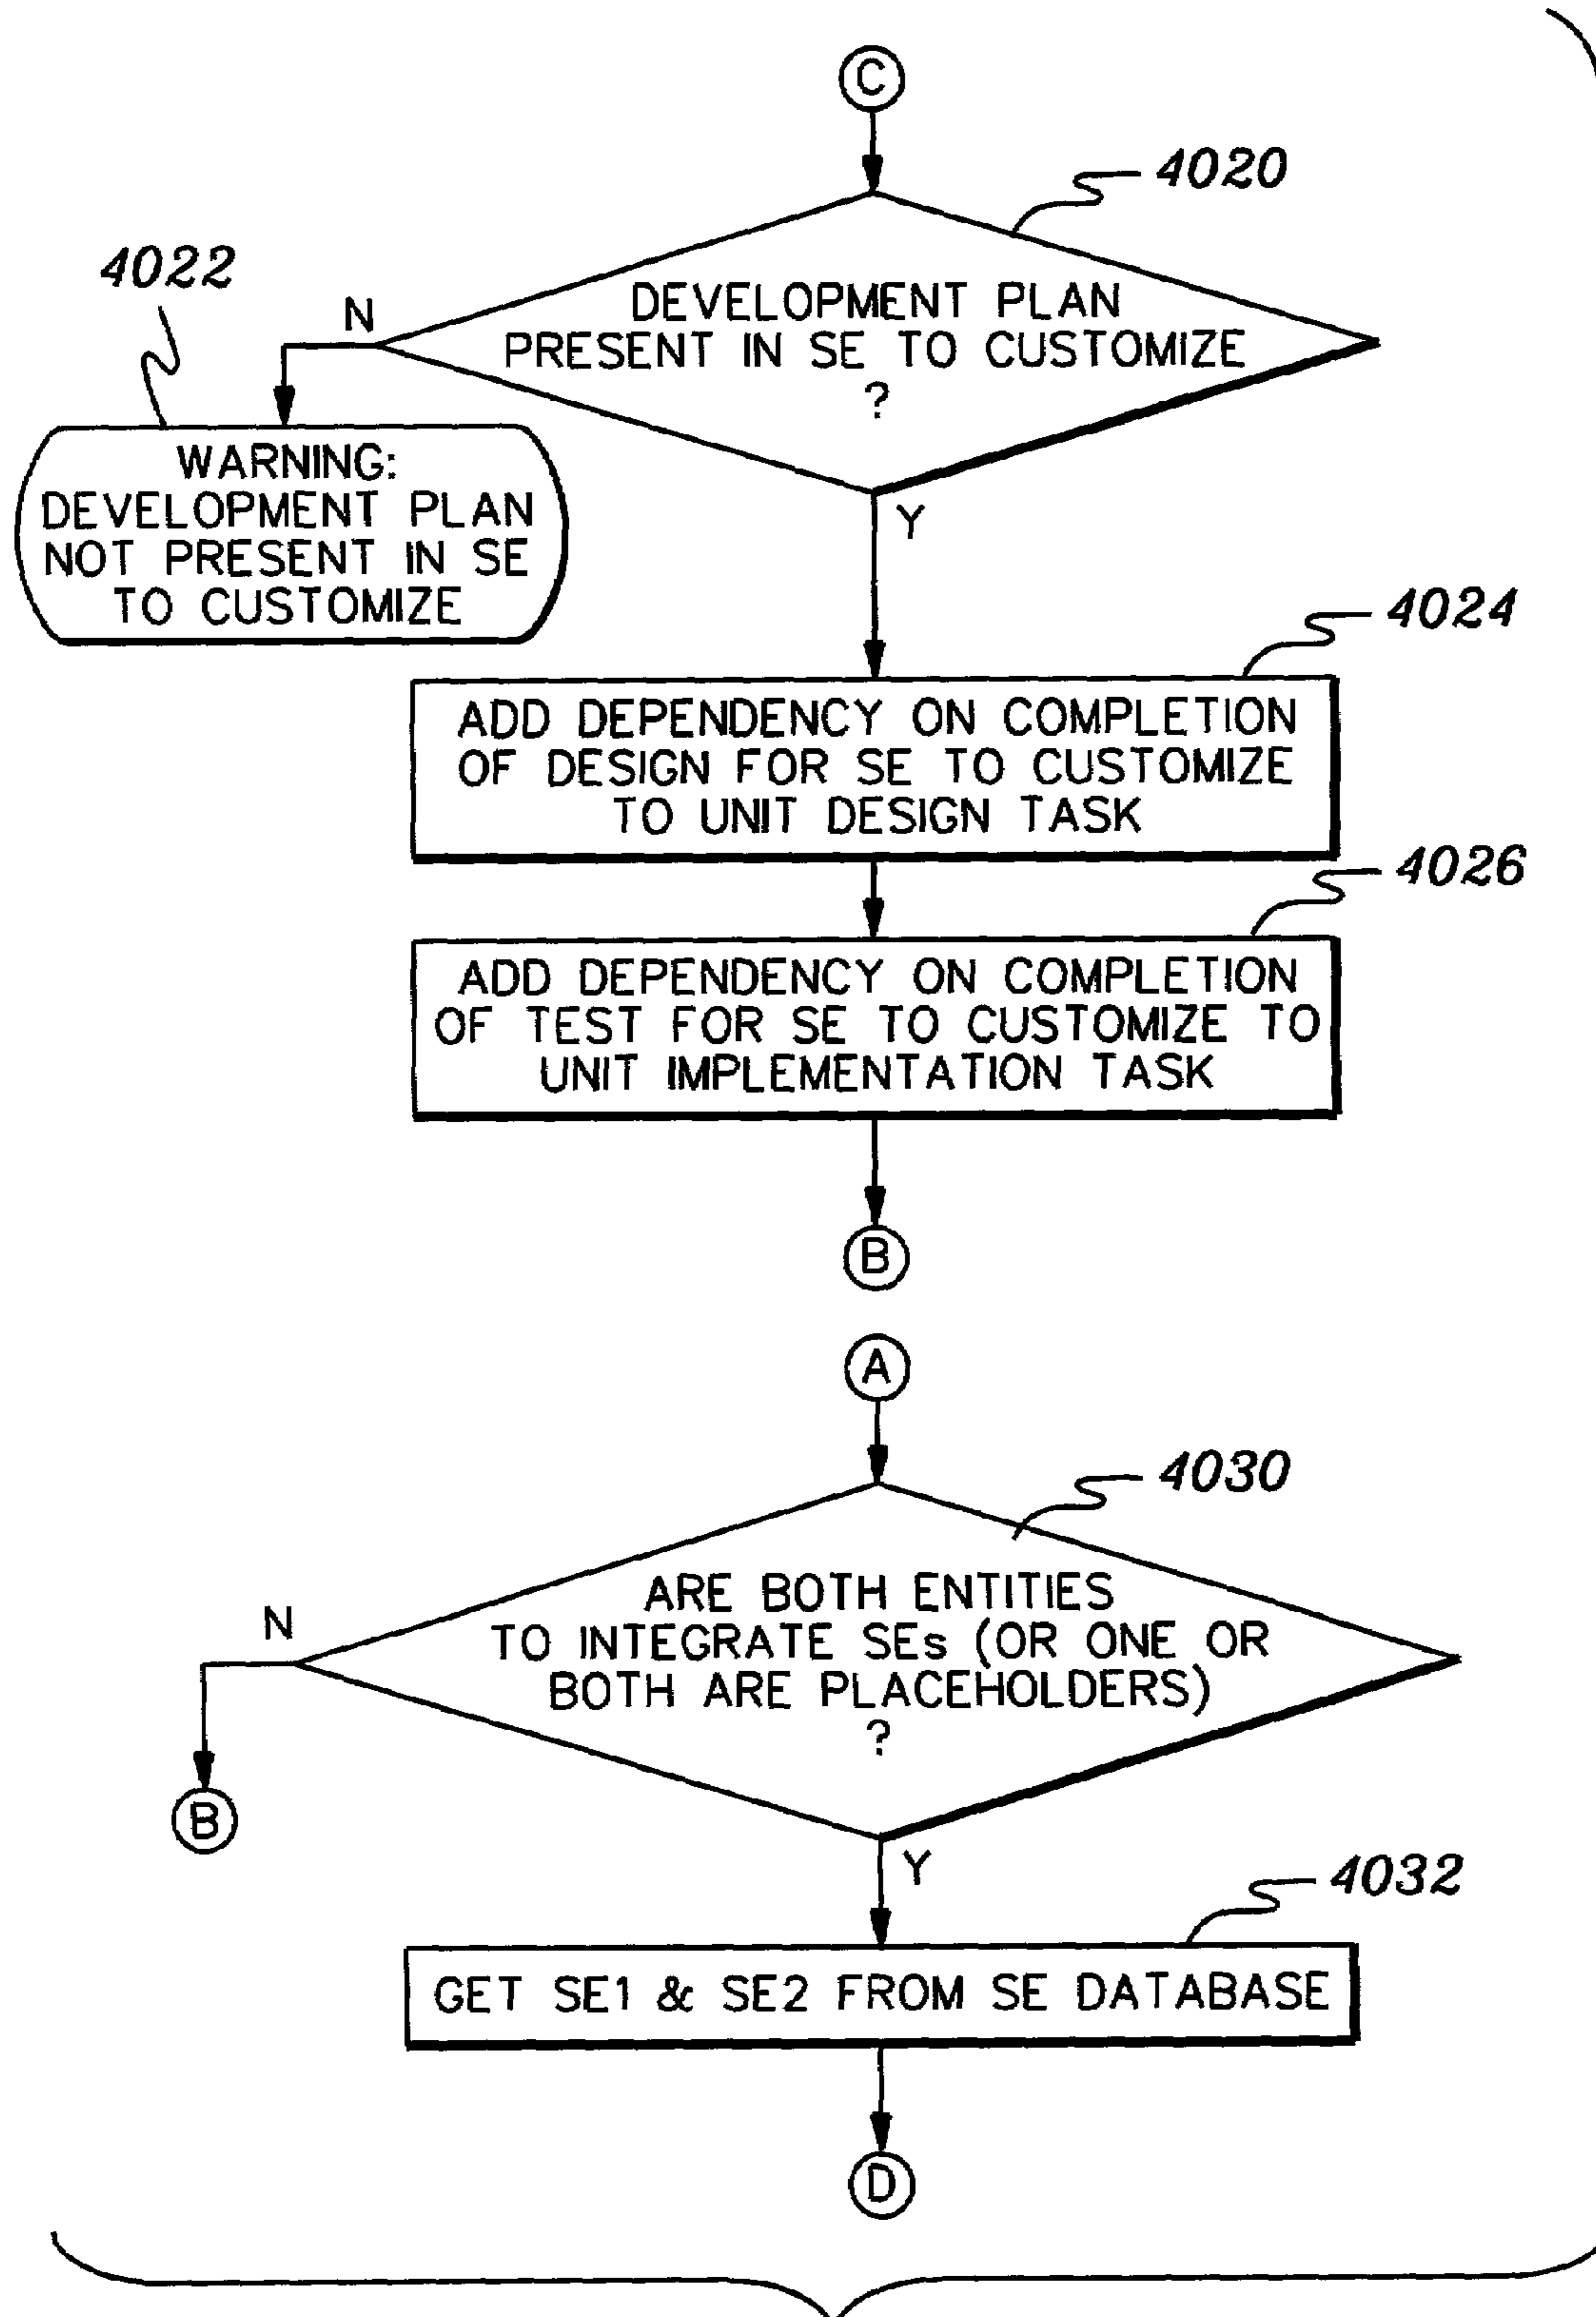 C
4020
4022
N
DEVELOPMENT PLAN
PRESENT IN SE TO CUSTOMIZE
?
Y
WARNING:
DEVELOPMENT PLAN
NOT PRESENT IN SE
TO CUSTOMIZE
4024
ADD DEPENDENCY ON COMPLETION
OF DESIGN FOR SE TO CUSTOMIZE
TO UNIT DESIGN TASK
4026
ADD DEPENDENCY ON COMPLETION
OF TEST FOR SE TO CUSTOMIZE TO
UNIT IMPLEMENTATION TASK
B
A
4030
N
ARE BOTH ENTITIES
TO INTEGRATE SEs (OR ONE OR
BOTH ARE PLACEHOLDERS)
?
B
Y
4032
GET SE1 & SE2 FROM SE DATABASE
D